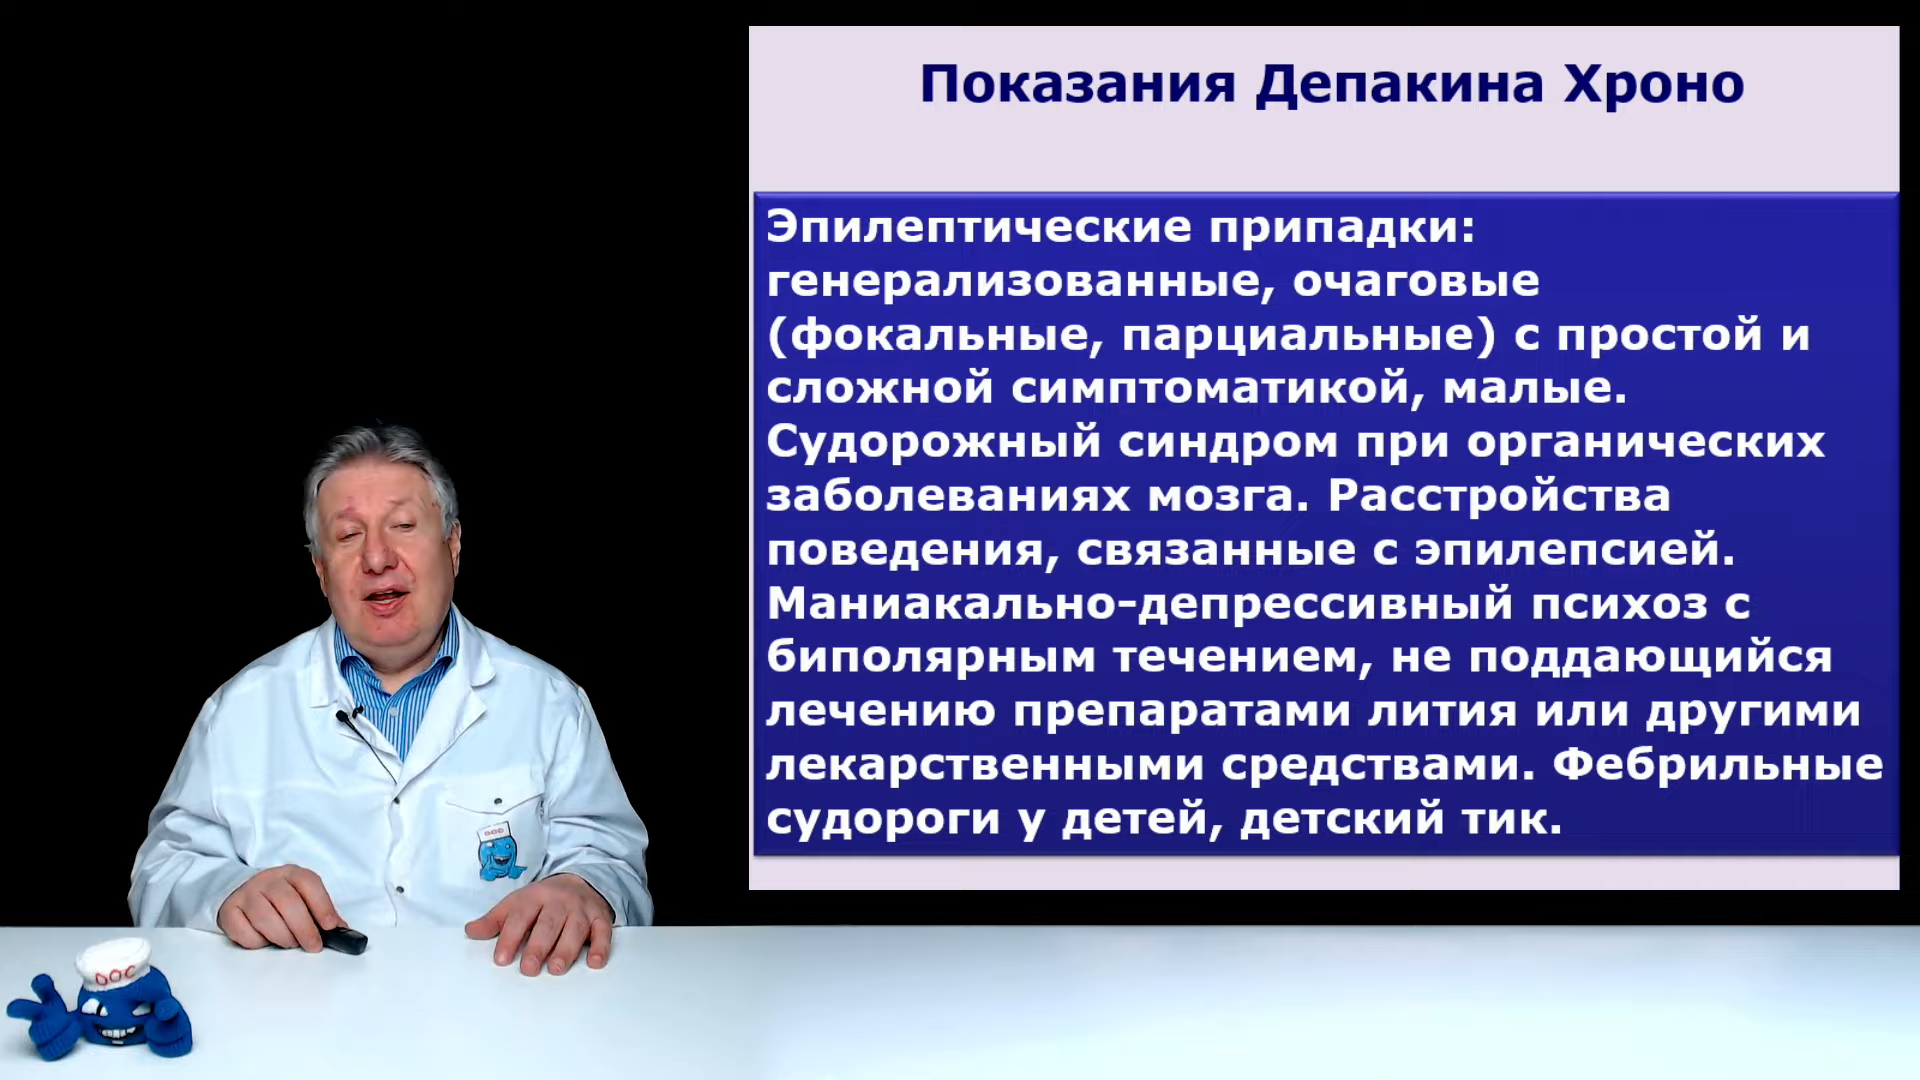 Показания Депакина Хроно
Эпилептические припадки:
генерализованные, очаговые
(фокальные, парциальные) с простой и
сложной симптоматикой, малые.
Судорожный синдром при органических
заболеваниях мозга. Расстройства
поведения, связанные с эпилепсией.
Маниакально-депрессивный психоз с
биполярным течением, не поддающийся
лечению препаратами лития или другими
лекарственными средствами. Фебрильные
судороги у детей, детский тик.
DOC
DOC